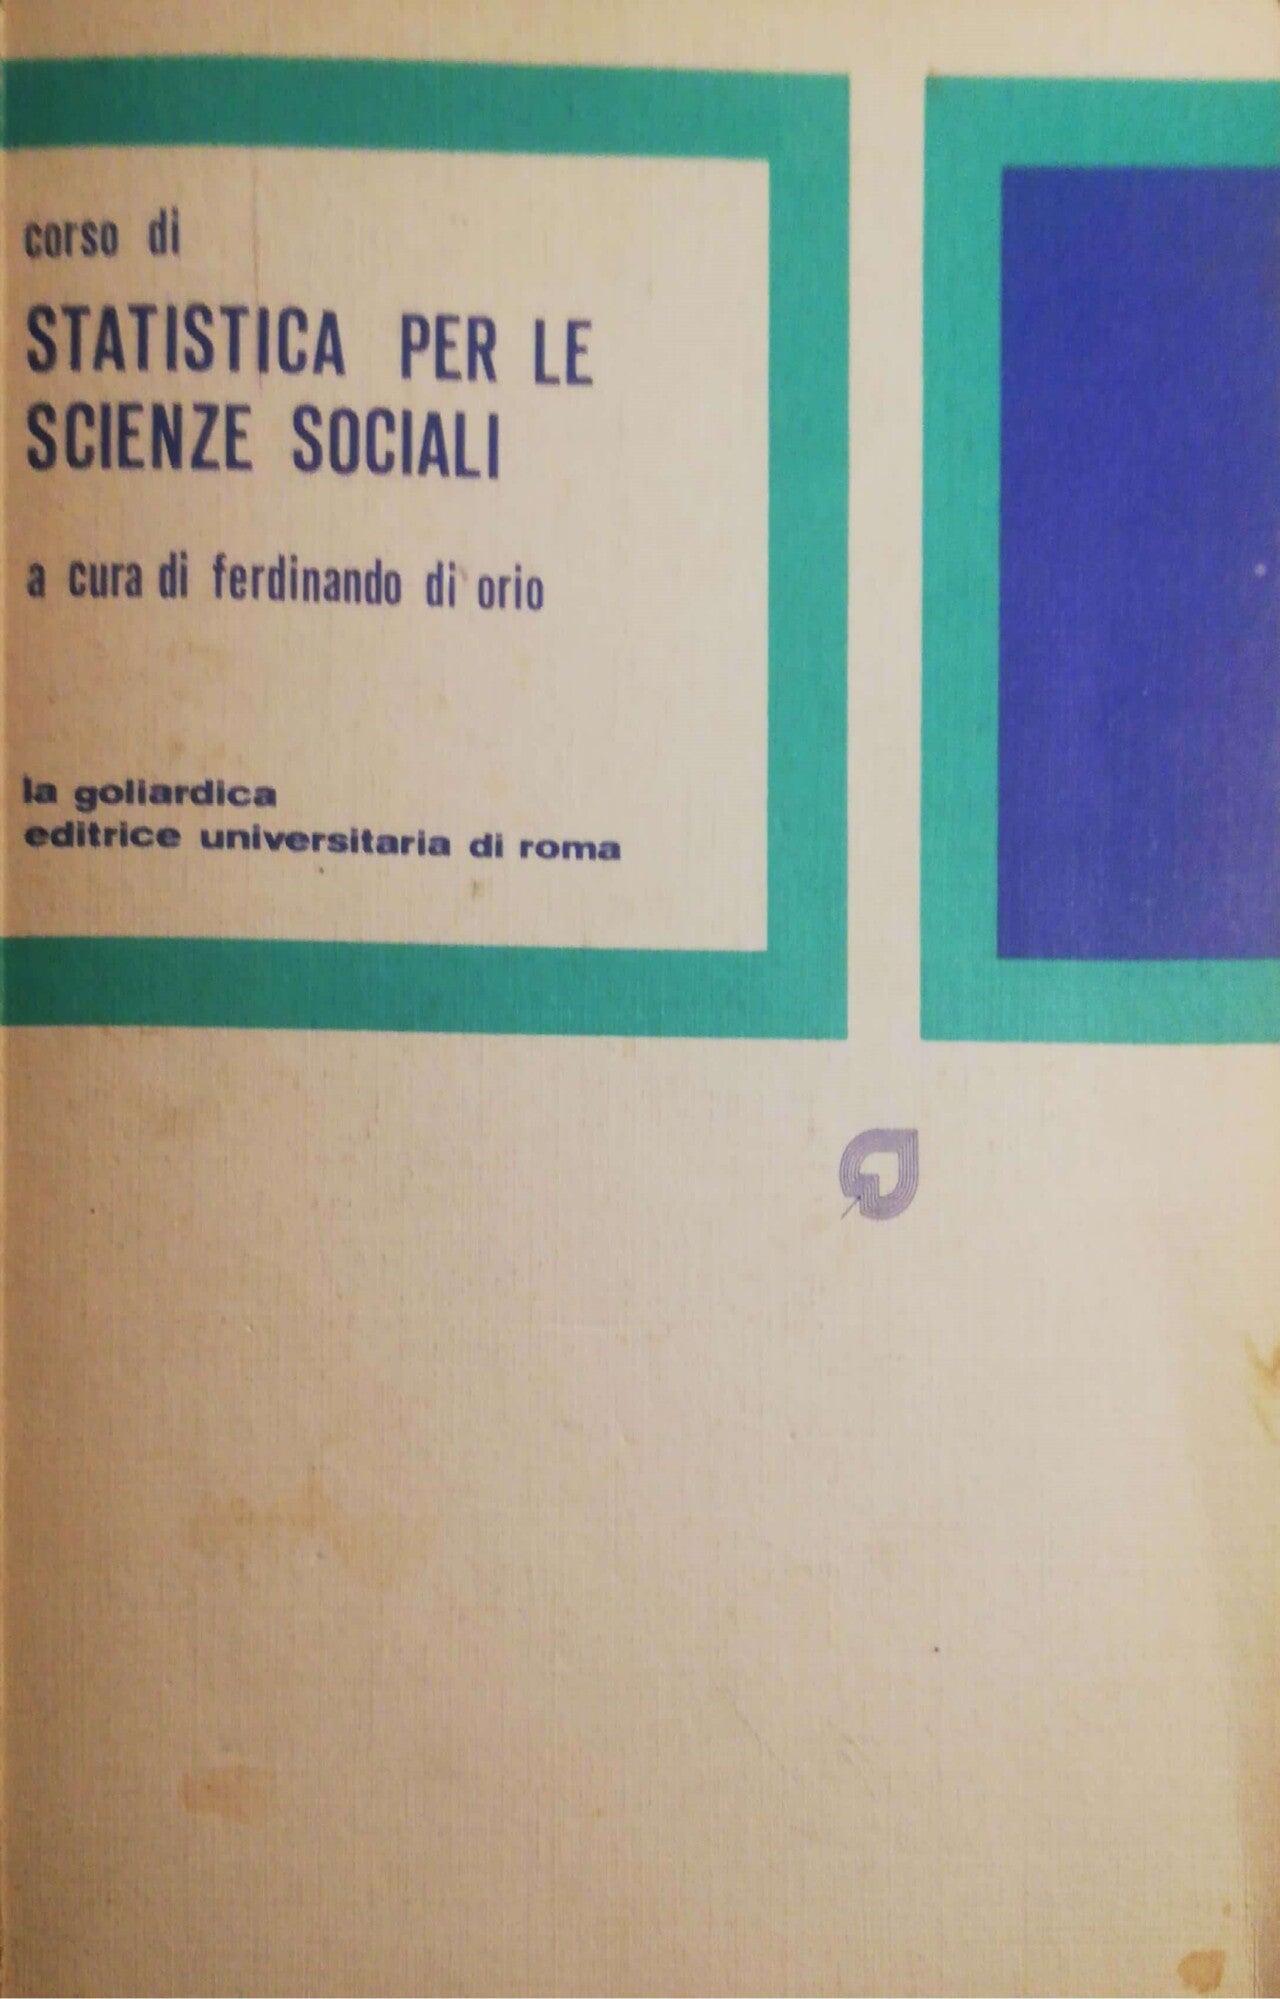 corso di
STATISTICA PER LE
SCIENZE SOCIALI
a cura di ferdinando di orio
la goliardica
editrice universitaria di roma